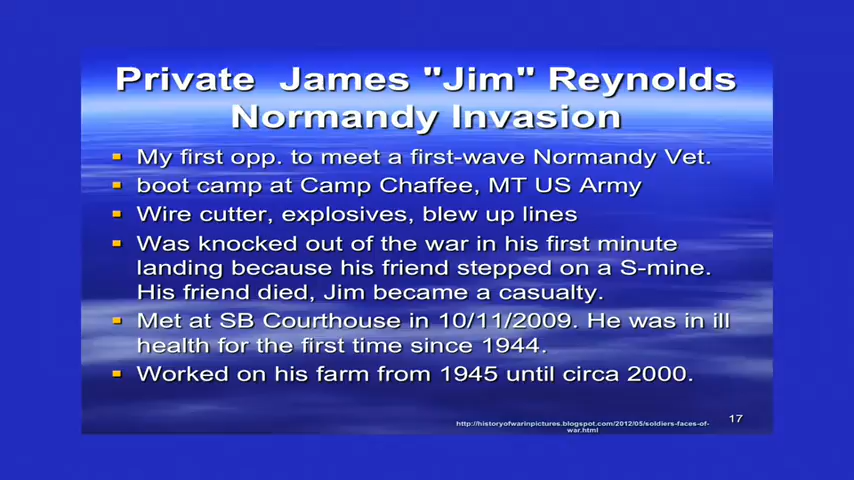 Private James "Jim" Reynolds
Normandy Invasion
My first opp. to meet a first-wave Normandy Vet.
boot camp at Camp Chaffee, MT US Army
Wire cutter, explosives, blew up lines
Was knocked out of the war in his first minute
landing because his friend stepped on a S-mine.
His friend died, Jim became a casualty.
Met at SB Courthouse in 10/11/2009. He was in ill
health for the first time since 1944.
Worked on his farm from 1945 until circa 2000.
17
http://historyofwarinpictures.blogspot.com/2012/05/soldiers-faces-of-
war.html